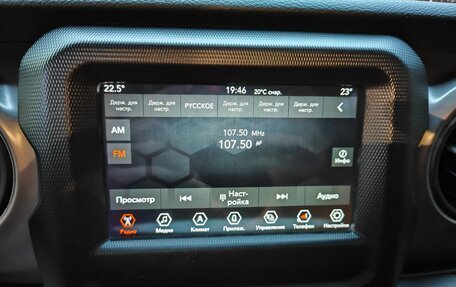 22.5° 19:46 20°C снар. 23°
Держ. для настр. Держ. для настр. РУССКОЕ Держ. для настр. Держ. для настр. Держ. для настр.
AM
107.50 MHz
107.50
FM
Инфо
Просмотр Наст-ройка Аудио
Радио Медиа Климат Прилож. Управление Телефон Настройки